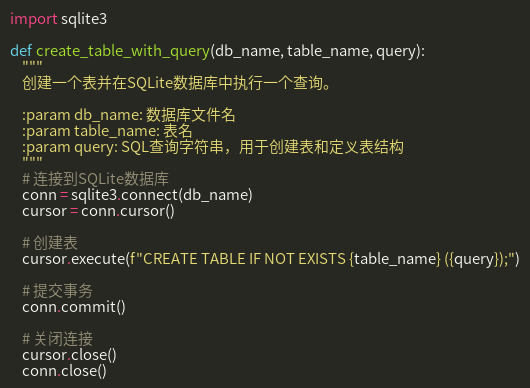 import sqlite3
def create_table_with_query(db_name, table_name, query):
"""
创建一个表并在SQLite数据库中执行一个查询。
:param db_name: 数据库文件名
:param table_name: 表名
:param query: SQL查询字符串，用于创建表和定义表结构
"""
# 连接到SQLite数据库
conn = sqlite3.connect(db_name)
cursor = conn.cursor()
# 创建表
cursor.execute(f"CREATE TABLE IF NOT EXISTS {table_name} ({query});")
# 提交事务
conn.commit()
# 关闭连接
cursor.close()
conn.close()